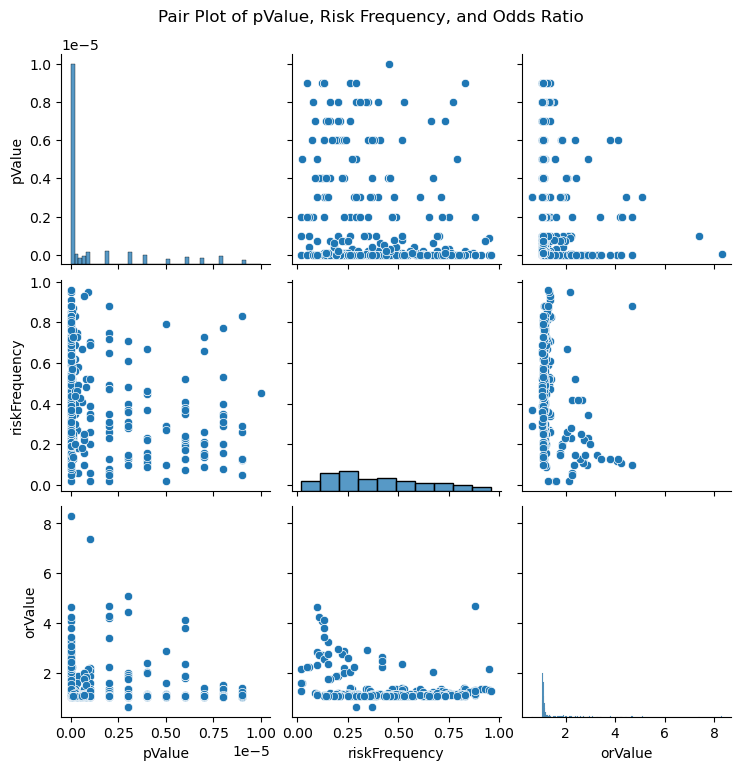 Pair Plot of pValue, Risk Frequency, and Odds Ratio
1e−5
1.0
0.8
0.6
0.4
0.2
0.0
pValue
1.0
0.8
0.6
0.4
0.2
0.0
riskFrequency
8
6
4
2
orValue
0.00 0.25 0.50 0.75 1.00
1e−5
pValue
0.00 0.25 0.50 0.75 1.00
riskFrequency
2 4 6 8
orValue